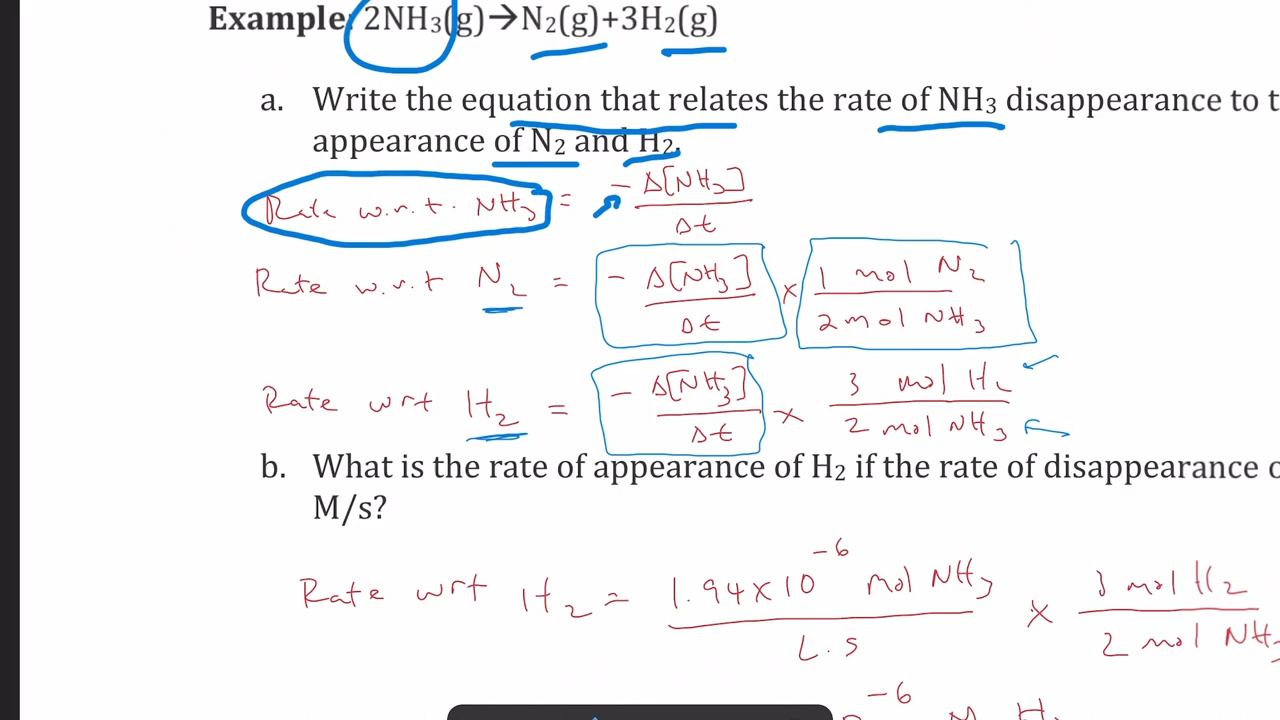 Example: 2NH₃(g)→N₂(g)+3H₂(g)
a. Write the equation that relates the rate of NH₃ disappearance to t
appearance of N₂ and H₂.
Rate w.r.t. NH₃ = - Δ[NH₃] / Δt
Rate w.r.t N₂ = - Δ[NH₃] / Δt × 1 mol N₂ / 2 mol NH₃
Rate wrt H₂ = - Δ[NH₃] / Δt × 3 mol H₂ / 2 mol NH₃
b. What is the rate of appearance of H₂ if the rate of disappearance o
M/s?
Rate wrt H₂ = 1.94×10⁻⁶ mol NH₃ / L.s × 3 mol H₂ / 2 mol NH₃